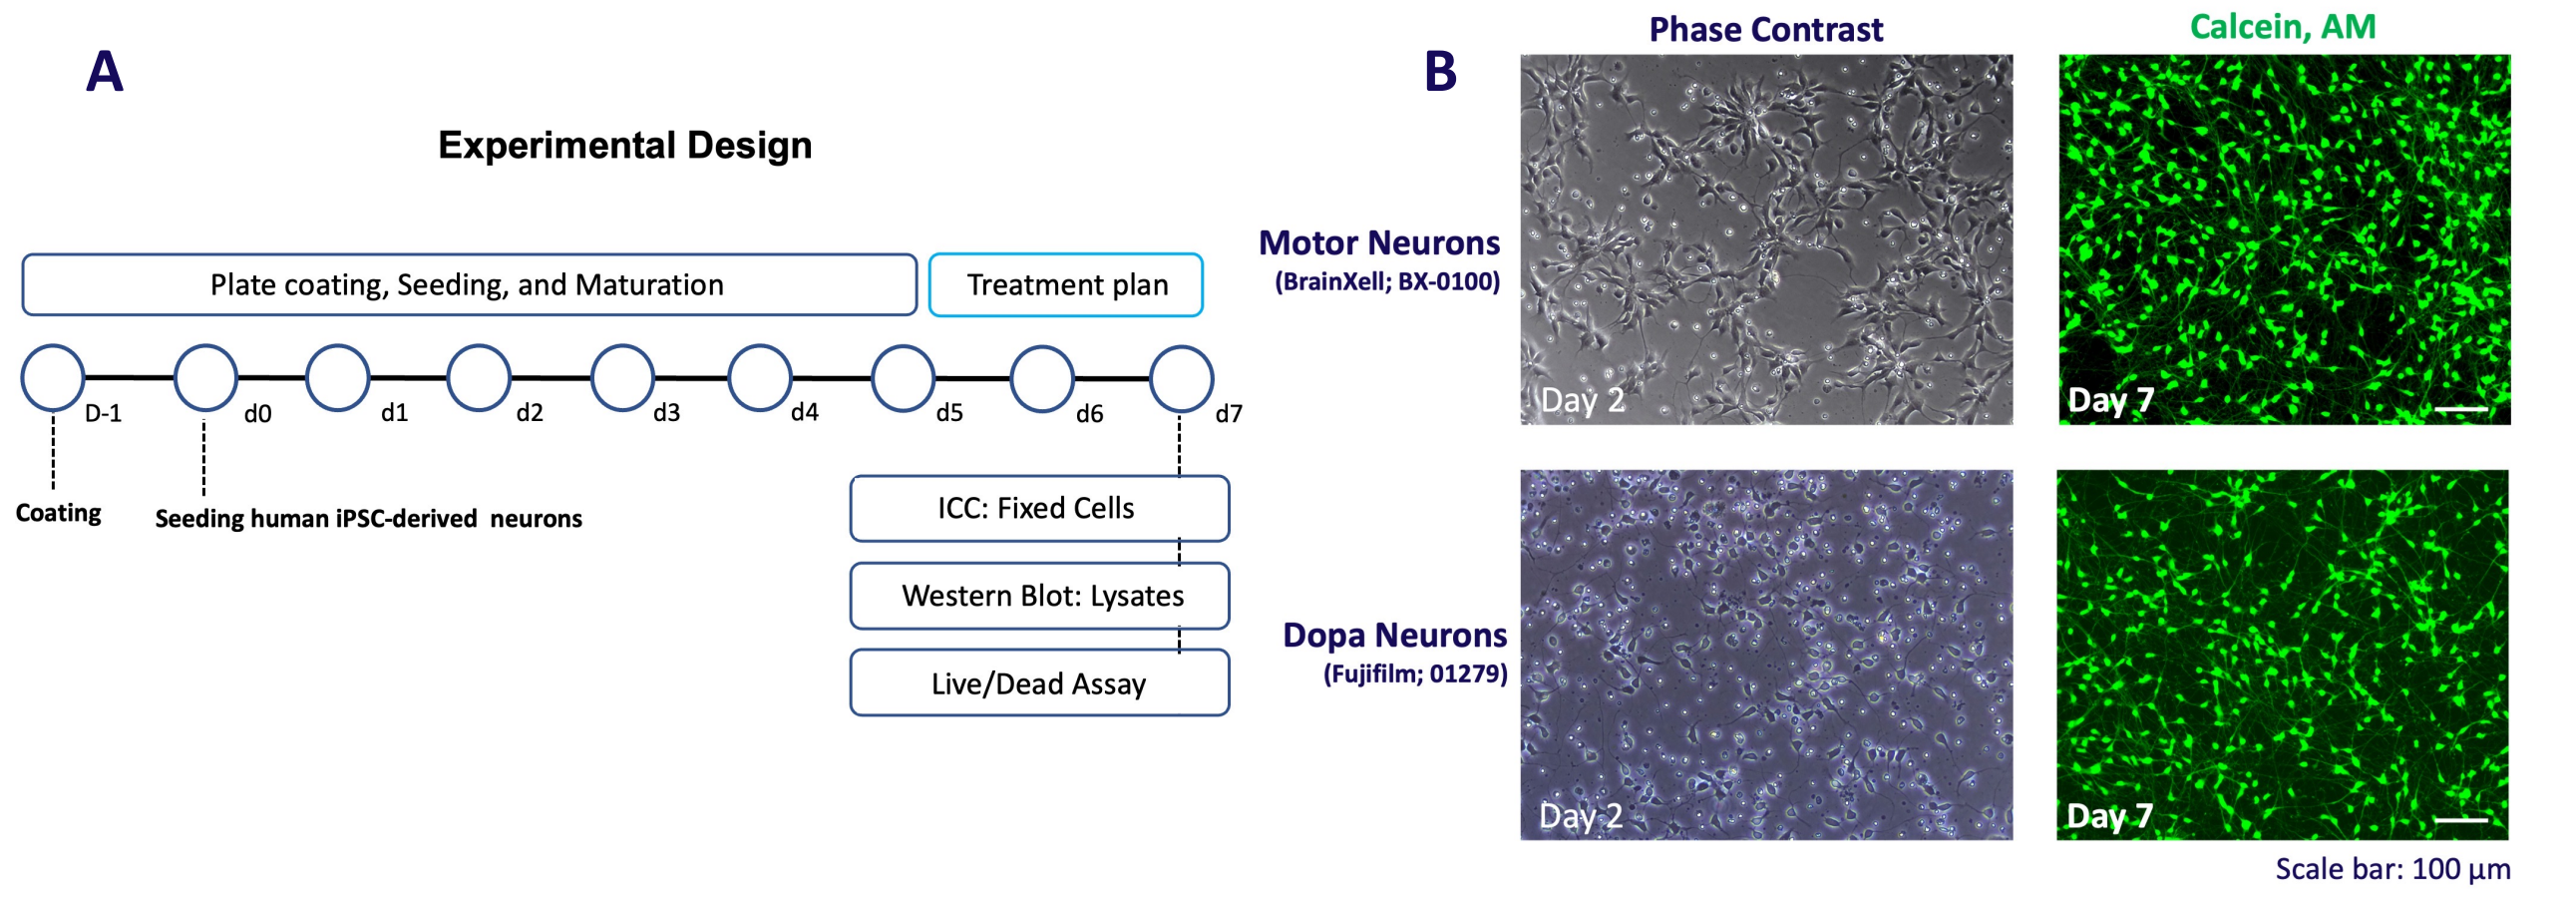 A
Experimental Design
Plate coating, Seeding, and Maturation
Treatment plan
D-1
d0
d1
d2
d3
d4
d5
d6
d7
Coating
Seeding human iPSC-derived neurons
ICC: Fixed Cells
Western Blot: Lysates
Live/Dead Assay
B
Phase Contrast
Calcein, AM
Motor Neurons
(BrainXell; BX-0100)
Day 2
Day 7
Dopa Neurons
(Fujifilm; 01279)
Day 2
Day 7
Scale bar: 100 µm